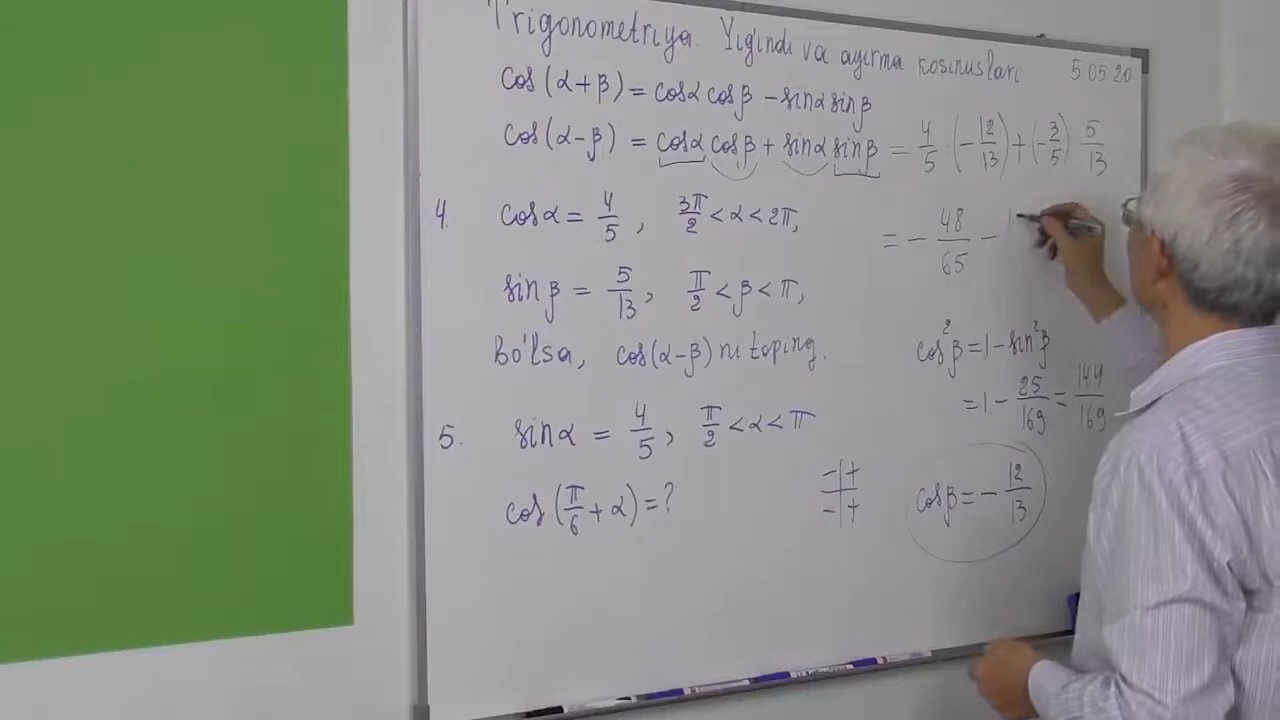 Trigonometriya. Yig'indi va ayirma kosinuslari 5 05 20
cos(α+β) = cosα cosβ − sinα sinβ
cos(α−β) = cosα cosβ + sinα sinβ = 4/5 · (−12/13) + (−3/5) 5/13
= − 48/65 − 1
4. cosα = 4/5, 3π/2 < α < 2π,
sinβ = 5/13, π/2 < β < π,
Bo'lsa, cos(α−β) ni toping.
cos²β = 1 − sin²β
= 1 − 25/169 = 144/169
5. sinα = 4/5, π/2 < α < π
cos(π/6 + α) = ?
− | +
− | +
cosβ = − 12/13